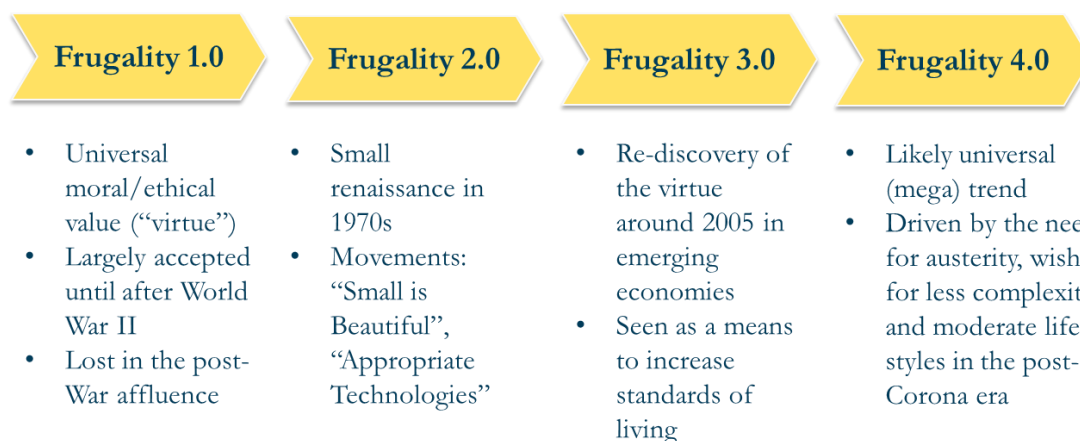 Frugality 1.0
• Universal
moral/ethical
value (“virtue”)
• Largely accepted
until after World
War II
• Lost in the post-
War affluence
Frugality 2.0
• Small
renaissance in
1970s
• Movements:
“Small is
Beautiful”,
“Appropriate
Technologies”
Frugality 3.0
• Re-discovery of
the virtue
around 2005 in
emerging
economies
• Seen as a means
to increase
standards of
living
Frugality 4.0
• Likely universal
(mega) trend
• Driven by the
for austerity, wish
for less
and moderate life
styles in the post-
Corona era